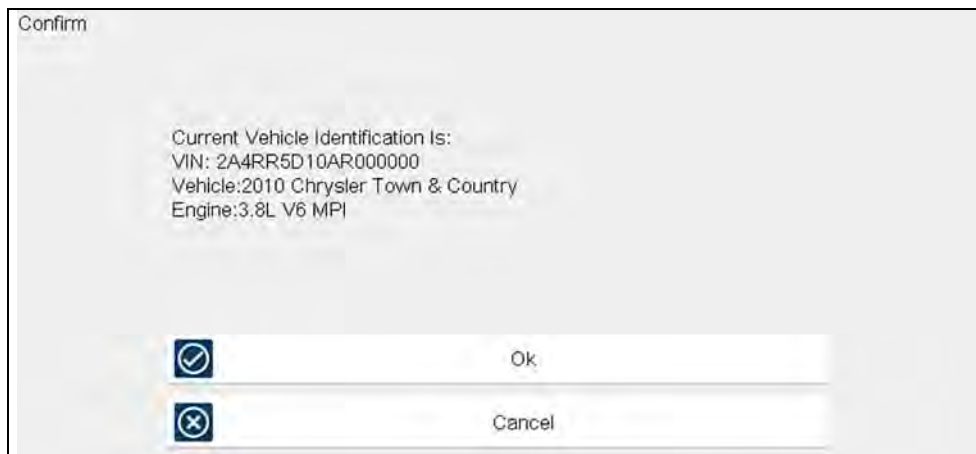 Confirm
Current Vehicle Identification Is:
VIN: 2A4RR5D10AR000000
Vehicle:2010 Chrysler Town & Country
Engine:3.8L V6 MPI
Ok
Cancel